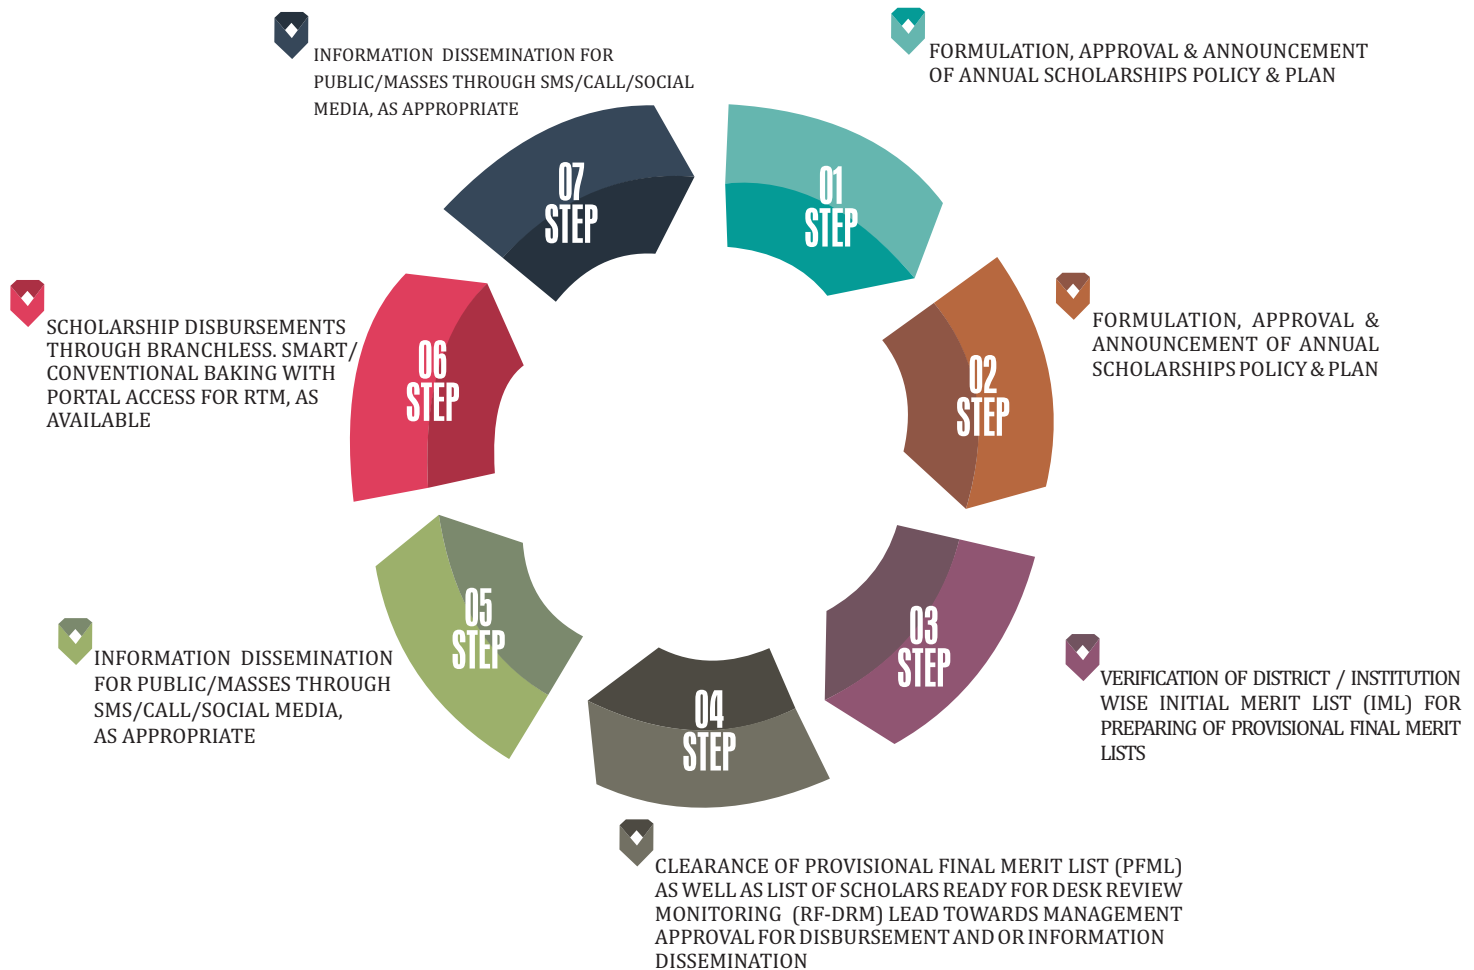 FORMULATION, APPROVAL & ANNOUNCEMENT
OF ANNUAL SCHOLARSHIPS POLICY & PLAN
01
STEP
FORMULATION, APPROVAL &
ANNOUNCEMENT OF ANNUAL
SCHOLARSHIPS POLICY & PLAN
02
STEP
VERIFICATION OF DISTRICT / INSTITUTION
WISE INITIAL MERIT LIST (IML) FOR
PREPARING OF PROVISIONAL FINAL MERIT
LISTS
03
STEP
CLEARANCE OF PROVISIONAL FINAL MERIT LIST (PFML)
AS WELL AS LIST OF SCHOLARS READY FOR DESK REVIEW
MONITORING (RF-DRM) LEAD TOWARDS MANAGEMENT
APPROVAL FOR DISBURSEMENT AND OR INFORMATION
DISSEMINATION
04
STEP
INFORMATION DISSEMINATION
FOR PUBLIC/MASSES THROUGH
SMS/CALL/SOCIAL MEDIA,
AS APPROPRIATE
05
STEP
SCHOLARSHIP DISBURSEMENTS
THROUGH BRANCHLESS. SMART/
CONVENTIONAL BAKING WITH
PORTAL ACCESS FOR RTM, AS
AVAILABLE
06
STEP
INFORMATION DISSEMINATION FOR
PUBLIC/MASSES THROUGH SMS/CALL/SOCIAL
MEDIA, AS APPROPRIATE
07
STEP